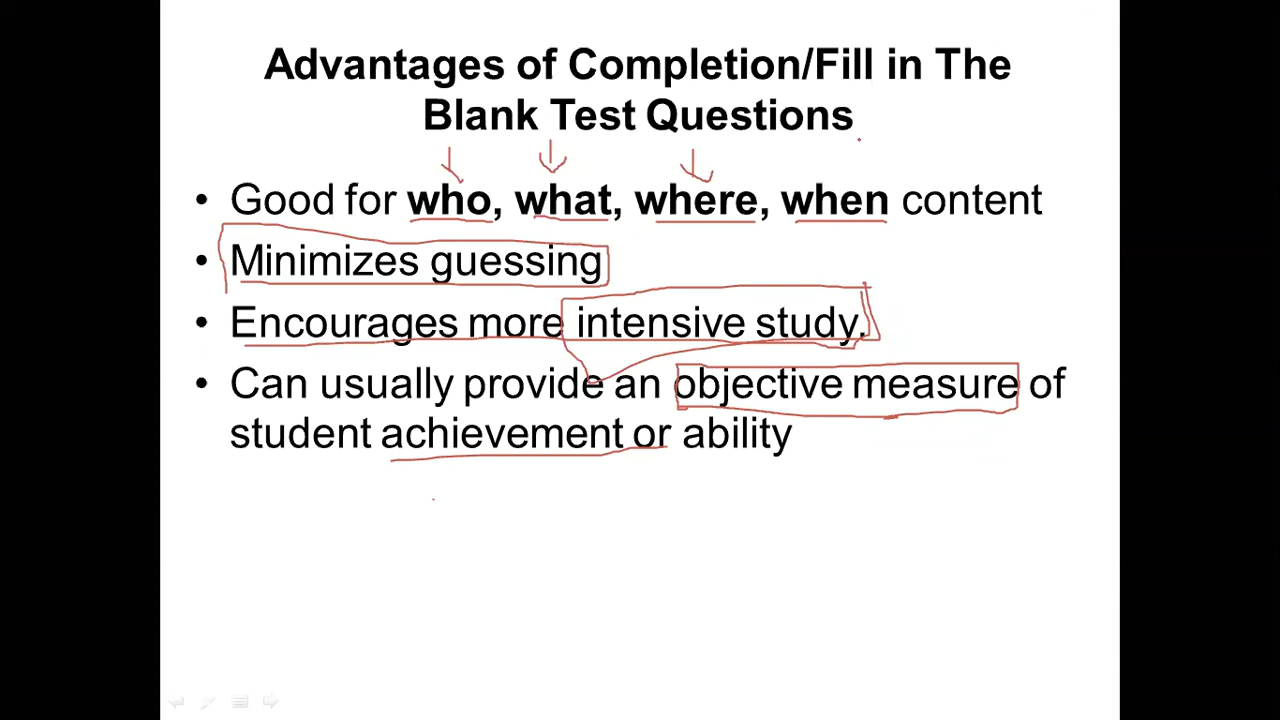 Advantages of Completion/Fill in The
Blank Test Questions
• Good for who, what, where, when content
• Minimizes guessing
• Encourages more intensive study.
• Can usually provide an objective measure of
student achievement or ability